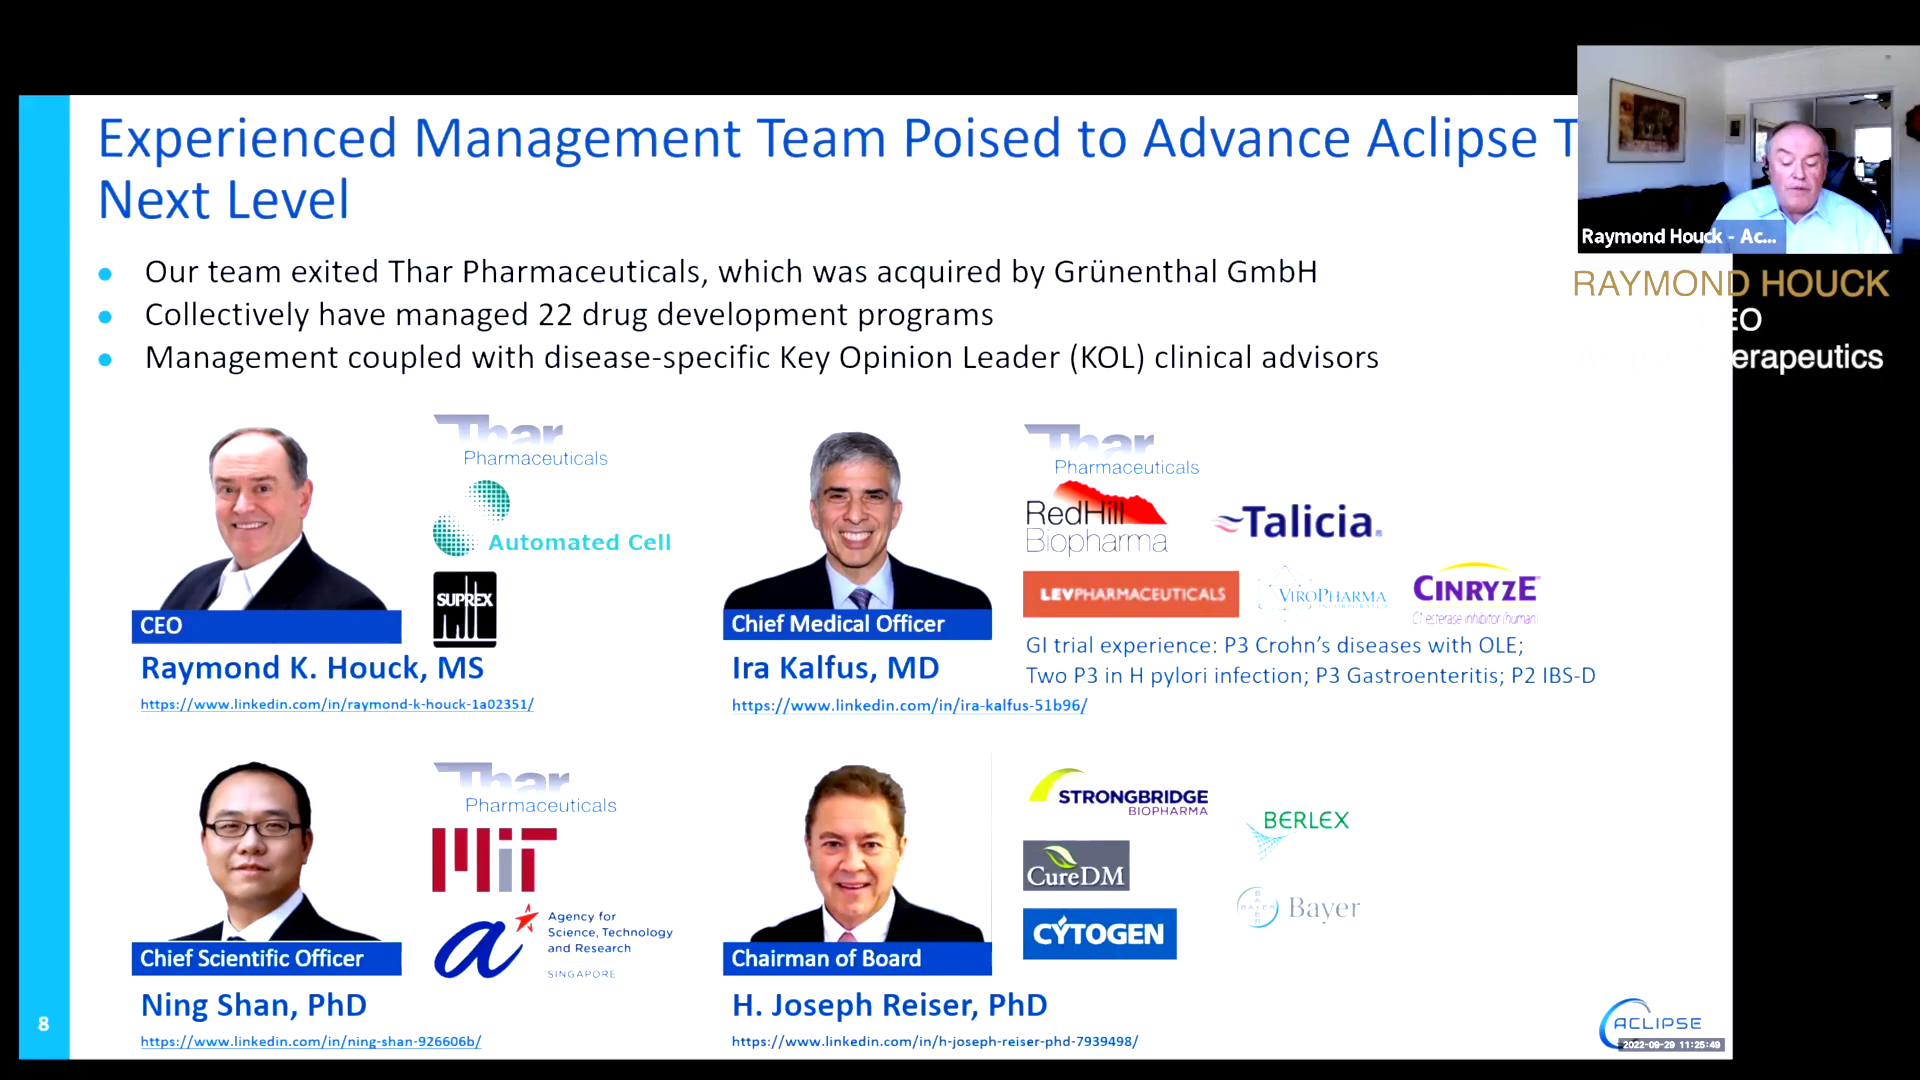 Experienced Management Team Poised to Advance Aclipse T
Next Level
Our team exited Thar Pharmaceuticals, which was acquired by Grünenthal GmbH
Collectively have managed 22 drug development programs
Management coupled with disease-specific Key Opinion Leader (KOL) clinical advisors
Raymond Houck - Ac...
RAYMOND HOUCK
EO
erapeutics
Thar
Pharmaceuticals
Automated Cell
SUPREX
CEO
Raymond K. Houck, MS
https://www.linkedin.com/in/raymond-k-houck-1a02351/
Thar
Pharmaceuticals
RedHill
Biopharma
Talicia®
LEVPHARMACEUTICALS
VIROPHARMA
INCORPORATED
CINRYZE
C1 esterase inhibitor (human)
Chief Medical Officer
Ira Kalfus, MD
https://www.linkedin.com/in/ira-kalfus-51b96/
GI trial experience: P3 Crohn’s diseases with OLE;
Two P3 in H pylori infection; P3 Gastroenteritis; P2 IBS-D
Thar
Pharmaceuticals
MIT
Agency for
Science, Technology
and Research
SINGAPORE
Chief Scientific Officer
Ning Shan, PhD
https://www.linkedin.com/in/ning-shan-926606b/
STRONGBRIDGE
BIOPHARMA
BERLEX
CureDM
BAYER
Bayer
CYTOGEN
Chairman of Board
H. Joseph Reiser, PhD
https://www.linkedin.com/in/h-joseph-reiser-phd-7939498/
8
ACLIPSE
2022-09-29 11:25:49